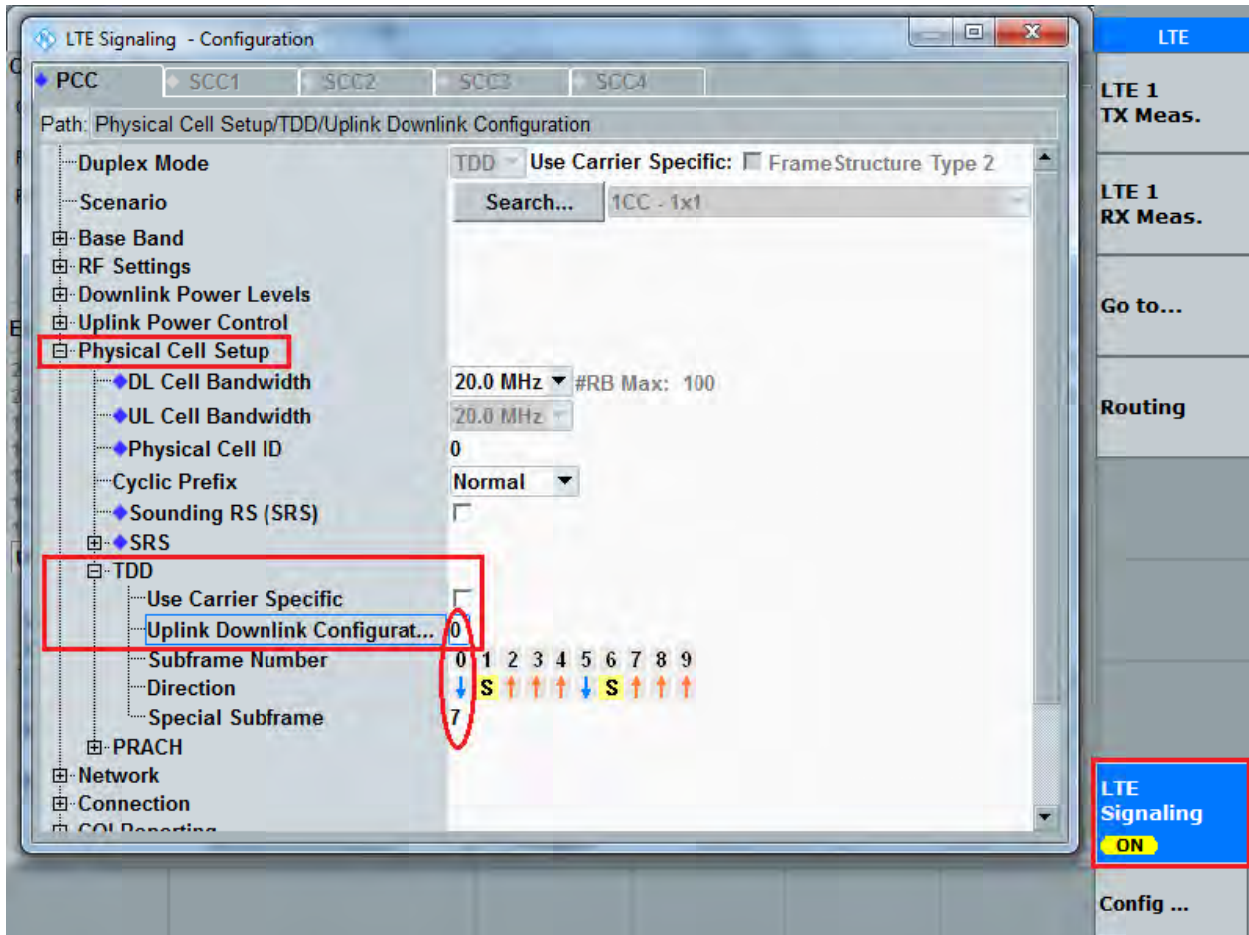 LTE Signaling - Configuration
PCC SCC1 SCC2 SCC3 SCC4
Path: Physical Cell Setup/TDD/Uplink Downlink Configuration
Duplex Mode TDD Use Carrier Specific: FrameStructure Type 2
Scenario Search... 1CC - 1x1
Base Band
RF Settings
Downlink Power Levels
Uplink Power Control
Physical Cell Setup
DL Cell Bandwidth 20.0 MHz #RB Max: 100
UL Cell Bandwidth 20.0 MHz
Physical Cell ID 0
Cyclic Prefix Normal
Sounding RS (SRS)
SRS
TDD
Use Carrier Specific
Uplink Downlink Configurat... 0
Subframe Number 0 1 2 3 4 5 6 7 8 9
Direction ↓ S ↑ ↑ ↑ ↓ S ↑ ↑ ↑
Special Subframe 7
PRACH
Network
Connection
CQI Reporting
LTE
LTE 1
TX Meas.
LTE 1
RX Meas.
Go to...
Routing
LTE
Signaling
ON
Config ...